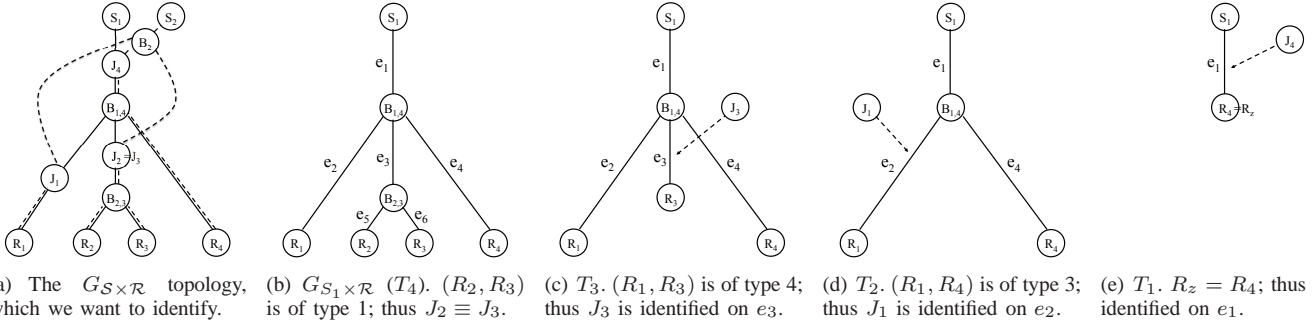 S1 S2
B2
J4
B1,4
J2=J3
J1
B2,3
R1 R2 R3 R4
S1
e1
B1,4
e2 e3 e4
B2,3
e5 e6
R1 R2 R3 R4
S1
e1
B1,4 J3
e2 e3 e4
R3
R1 R4
S1
e1
J1 B1,4
e2 e4
R1 R4
S1
J4
e1
R4=Rz
a) The G_{S×R} topology,
which we want to identify.
(b) G_{S1×R} (T4). (R2, R3)
is of type 1; thus J2 ≡ J3.
(c) T3. (R1, R3) is of type 4;
thus J3 is identified on e3.
(d) T2. (R1, R4) is of type 3;
thus J1 is identified on e2.
(e) T1. Rz = R4; thus
identified on e1.